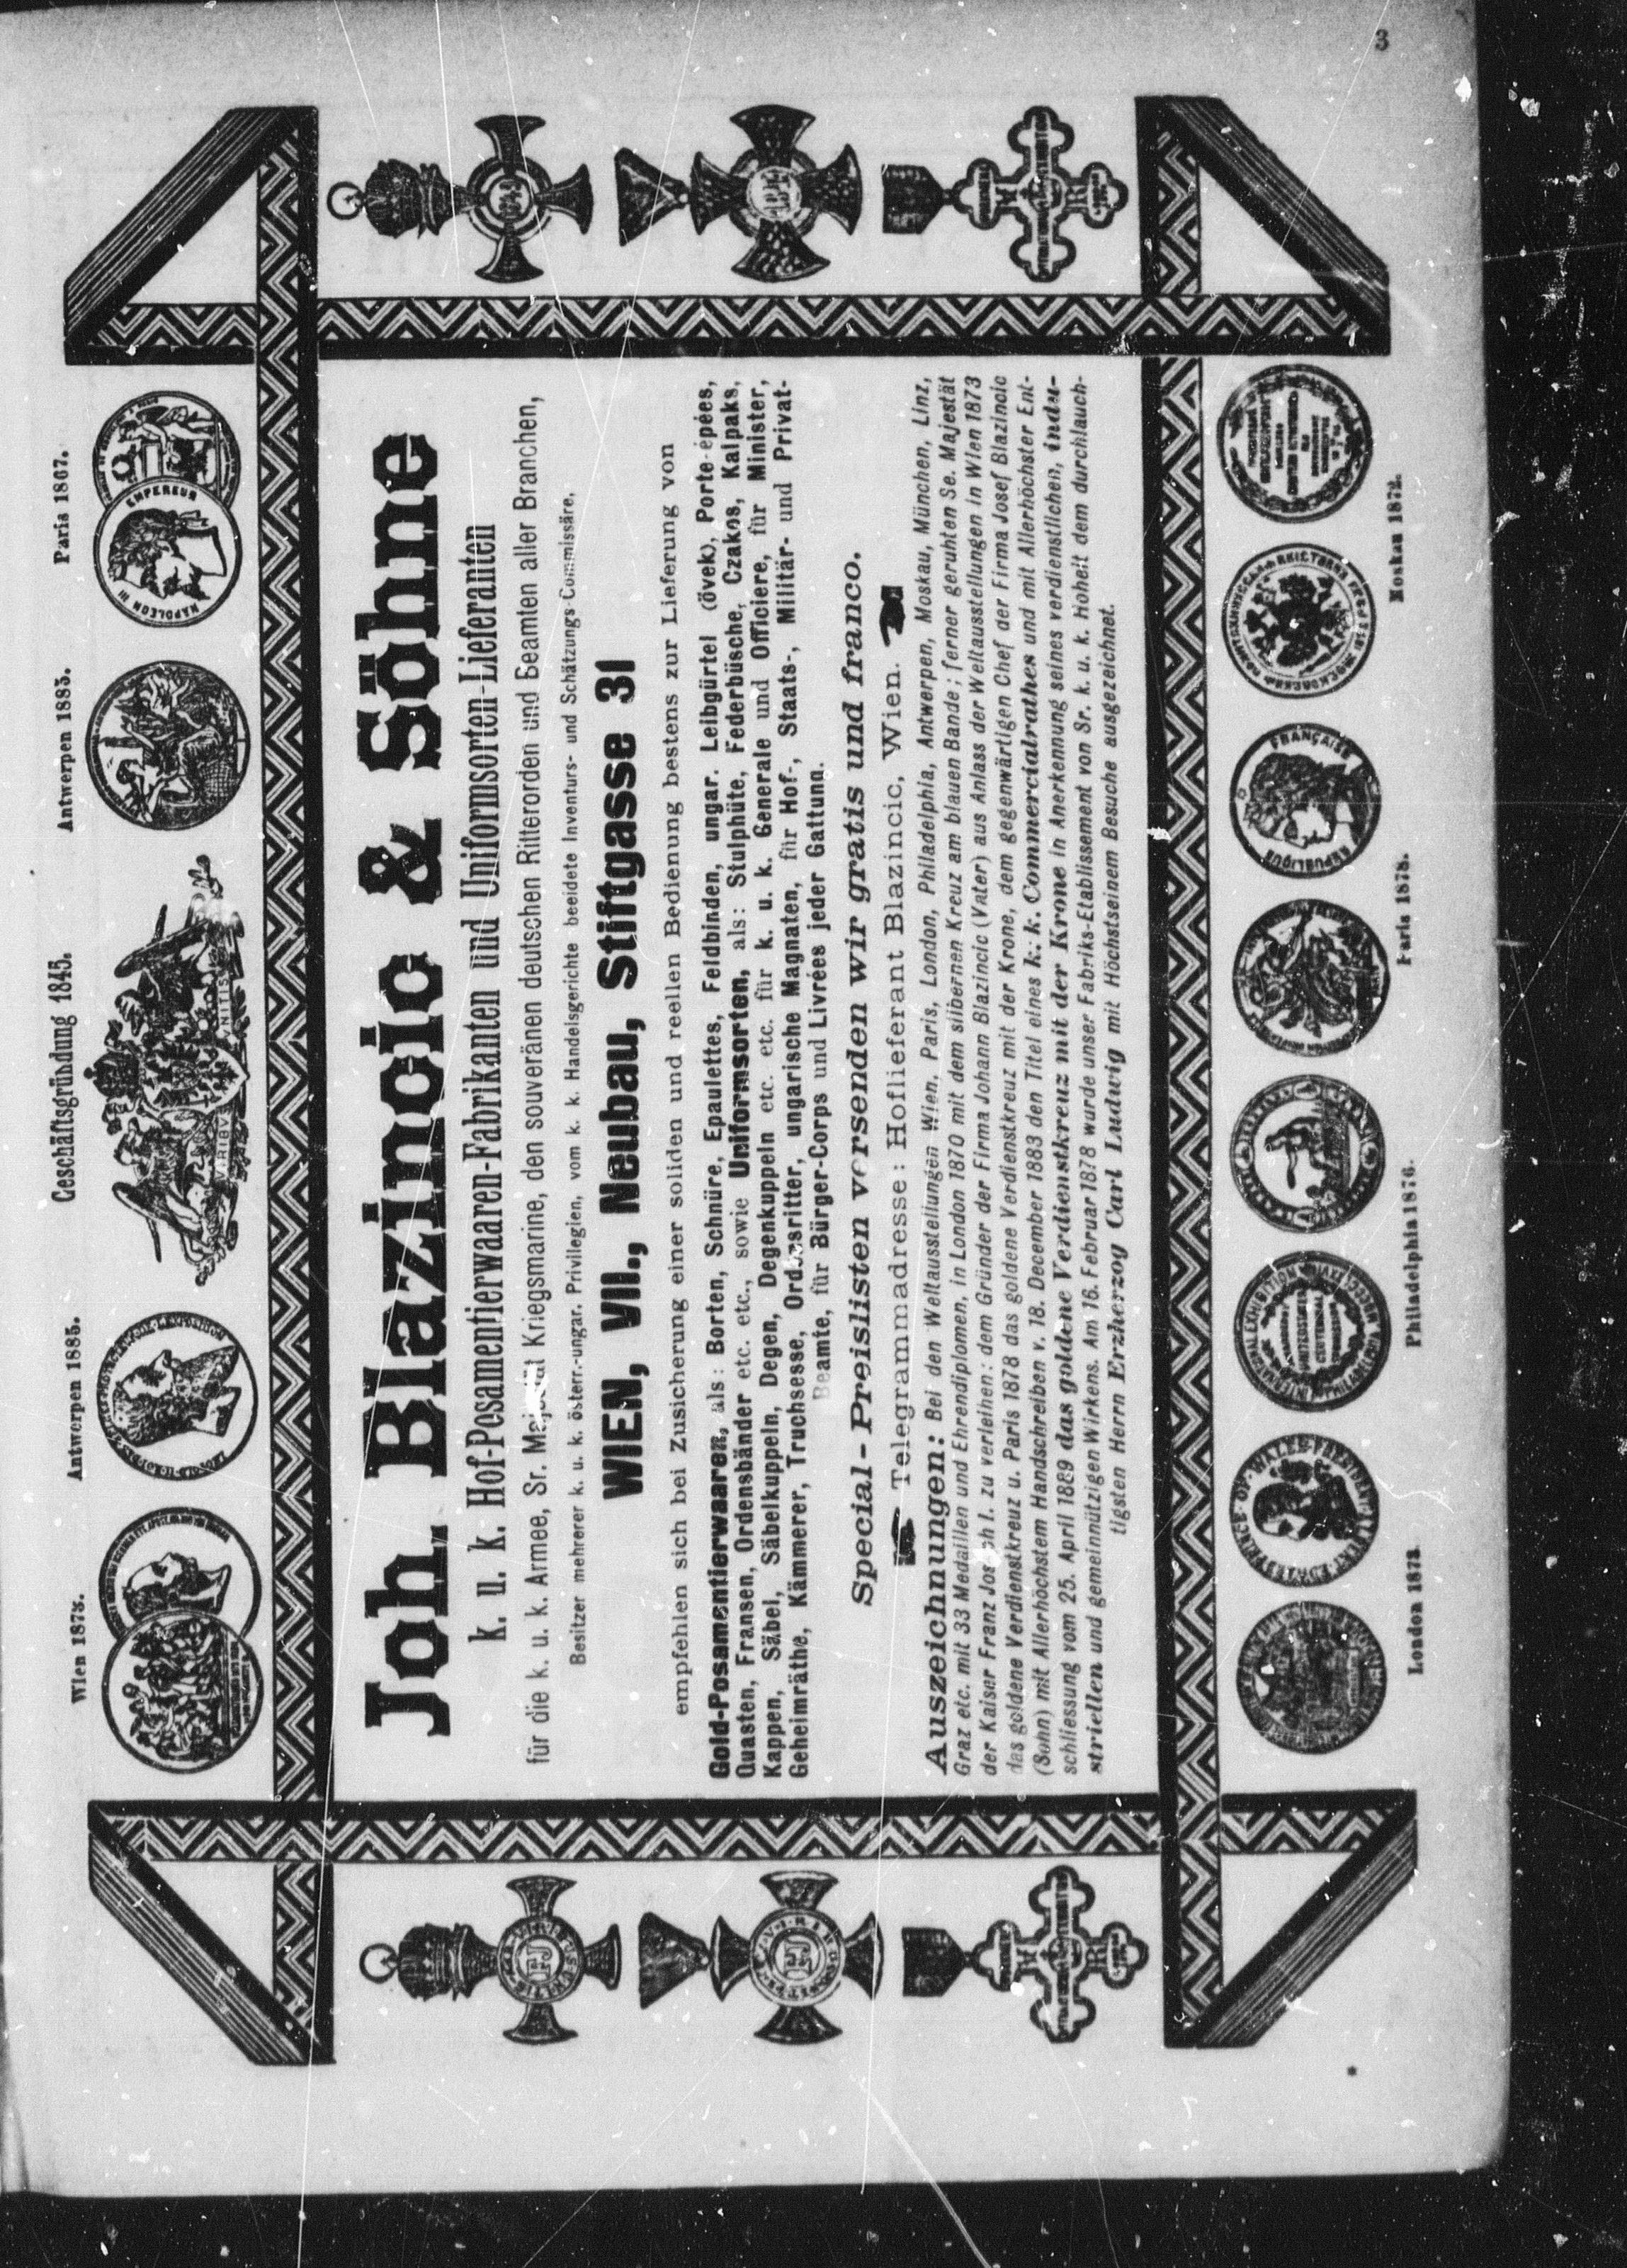 3
Wien 1873.
Antwerpen 1885.
Geschäftsgründung 1845.
Antwerpen 1885.
Paris 1867.
VIRIBVS VNITIS
NAPOLEON III EMPEREUR
Joh. Blazincic & Söhne
k. u. k. Hof-Posamentierwaaren-Fabrikanten und Uniformsorten-Lieferanten
für die k. u. k. Armee, Sr. Majestät Kriegsmarine, den souveränen deutschen Ritterorden und Beamten aller Branchen,
Besitzer mehrerer k. u. k. österr.-ungar. Privilegien, vom k. k. Handelsgerichte beeidete Inventurs- und Schätzungs-Commissäre,
WIEN, VII., Neubau, Stiftgasse 31
empfehlen sich bei Zusicherung einer soliden und reellen Bedienung bestens zur Lieferung von
Gold-Posamentierwaaren, als: Borten, Schnüre, Epaulettes, Feldbinden, ungar. Leibgürtel (övek), Porte-épées,
Quasten, Fransen, Ordensbänder etc. etc., sowie Uniformsorten, als: Stulphüte, Federbüsche, Czakos, Kalpaks,
Kappen, Säbel, Säbelkuppeln, Degen, Degenkuppeln etc. etc. für k. u. k. Generale und Officiere, für Minister,
Geheimräthe, Kämmerer, Truchsesse, Ordensritter, ungarische Magnaten, für Hof-, Staats-, Militär- und Privat-
Beamte, für Bürger-Corps und Livrées jeder Gattung.
Special-Preislisten versenden wir gratis und franco.
Telegrammadresse: Hoflieferant Blazincic, Wien.
Auszeichnungen: Bei den Weltausstellungen Wien, Paris, London, Philadelphia, Antwerpen, Moskau, München, Linz,
Graz etc. mit 33 Medaillen und Ehrendiplomen, in London 1870 mit dem silbernen Kreuz am blauen Bande; ferner geruhten Se. Majestät
der Kaiser Franz Joseph I. zu verleihen: dem Gründer der Firma Johann Blazincic (Vater) aus Anlass der Weltausstellungen in Wien 1873
das goldene Verdienstkreuz u. Paris 1878 das goldene Verdienstkreuz mit der Krone, dem gegenwärtigen Chef der Firma Josef Blazincic
(Sohn) mit Allerhöchstem Handschreiben v. 18. December 1883 den Titel eines k. k. Commercialrathes und mit Allerhöchster Ent-
schliessung vom 25. April 1889 das goldene Verdienstkreuz mit der Krone in Anerkennung seines verdienstlichen, indu-
striellen und gemeinnützigen Wirkens. Am 16. Februar 1878 wurde unser Fabriks-Etablissement von Sr. k. u. k. Hoheit dem durchlauch-
tigsten Herrn Erzherzog Carl Ludwig mit Höchstseinem Besuche ausgezeichnet.
REPUBLIQUE FRANÇAISE
London 1873.
Philadelphia 1876.
Paris 1878.
Moskau 1872.